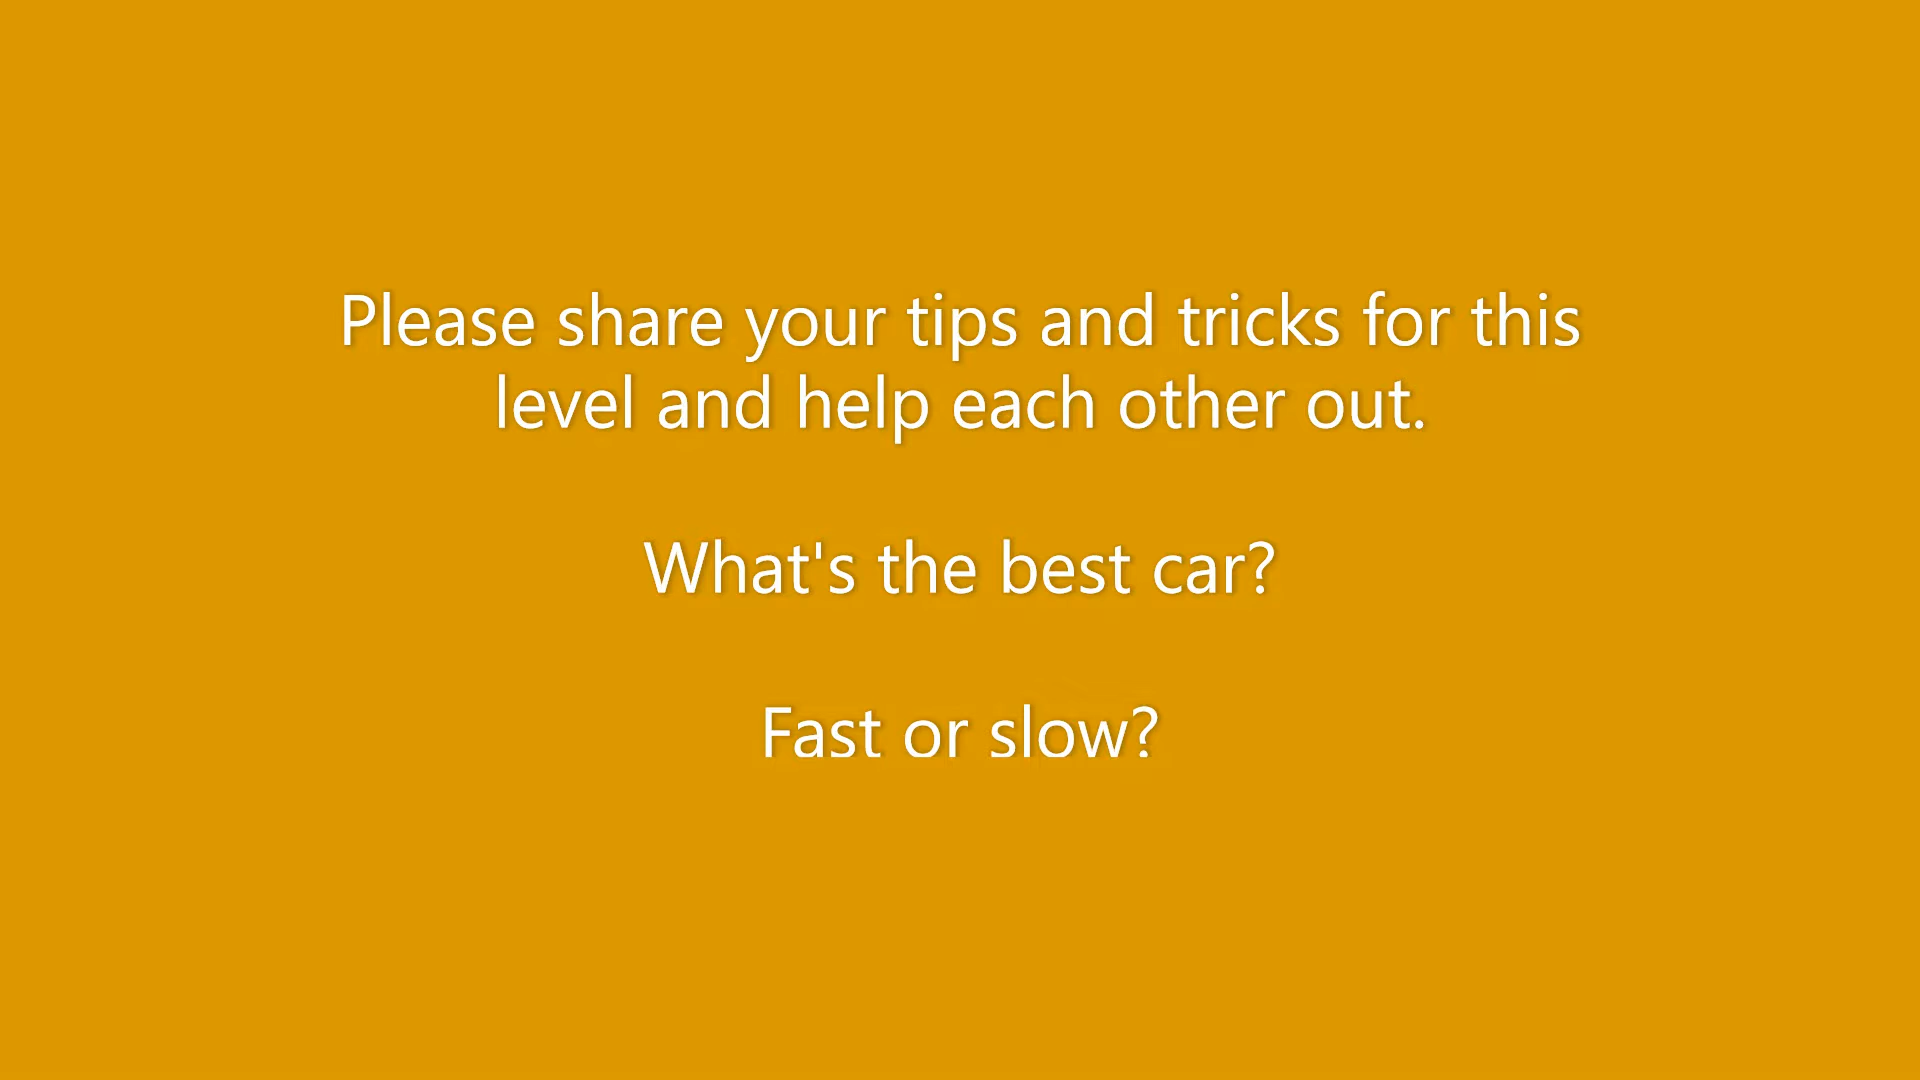 Please share your tips and tricks for this
level and help each other out.
What's the best car?
Fast or slow?